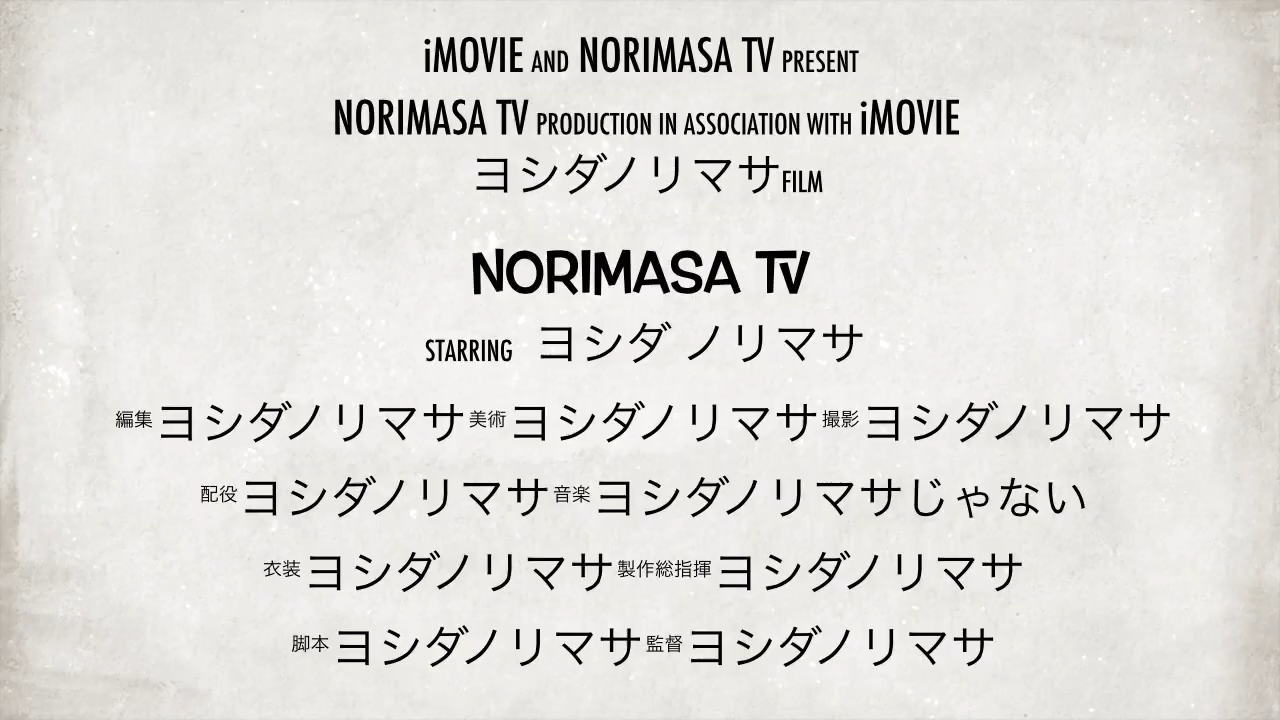 iMOVIE AND NORIMASA TV PRESENT
NORIMASA TV PRODUCTION IN ASSOCIATION WITH iMOVIE
ヨシダノリマサFILM
NORIMASA TV
STARRING ヨシダ ノリマサ
編集ヨシダノリマサ 美術ヨシダノリマサ 撮影ヨシダノリマサ
配役ヨシダノリマサ 音楽ヨシダノリマサじゃない
衣装ヨシダノリマサ 製作総指揮ヨシダノリマサ
脚本ヨシダノリマサ 監督ヨシダノリマサ